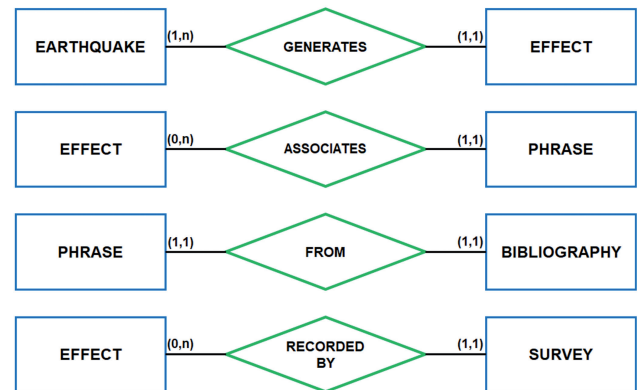 EARTHQUAKE (1,n) GENERATES (1,1) EFFECT
EFFECT (0,n) ASSOCIATES (1,1) PHRASE
PHRASE (1,1) FROM (1,1) BIBLIOGRAPHY
EFFECT (0,n) RECORDED BY (1,1) SURVEY